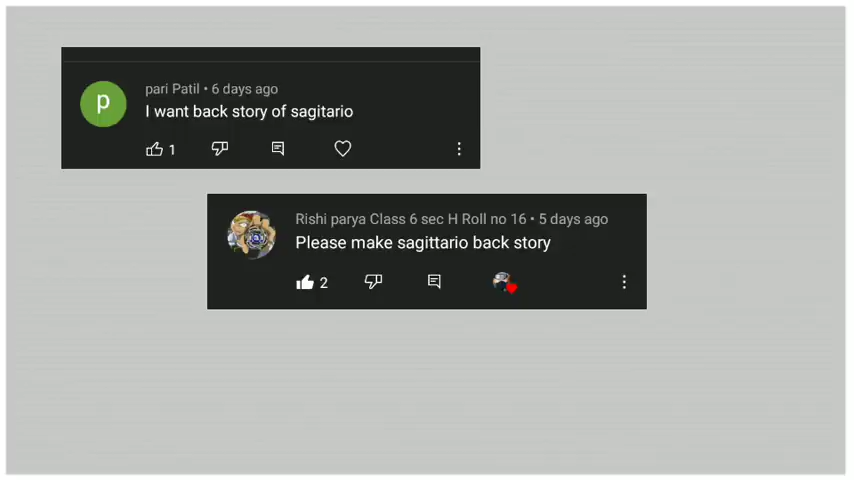 p
pari Patil • 6 days ago
I want back story of sagitario
1
Rishi parya Class 6 sec H Roll no 16 • 5 days ago
Please make sagittario back story
2